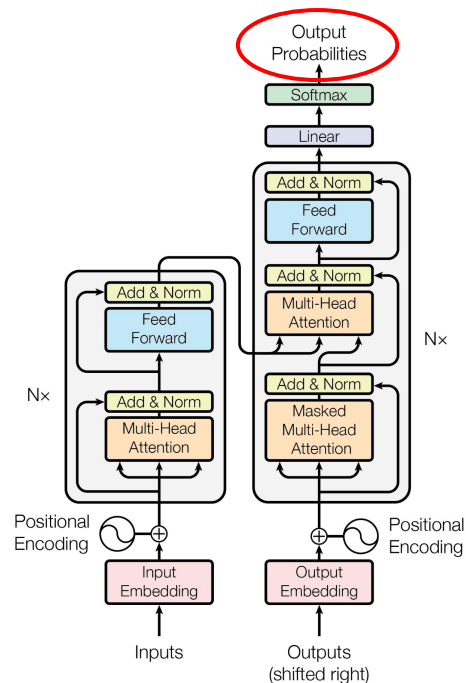 Output
Probabilities
Softmax
Linear
Add & Norm
Feed
Forward
Add & Norm
Multi-Head
Attention
Add & Norm
Masked
Multi-Head
Attention
Nx
Add & Norm
Feed
Forward
Add & Norm
Multi-Head
Attention
Nx
Positional
Encoding
Positional
Encoding
Input
Embedding
Output
Embedding
Inputs
Outputs
(shifted right)